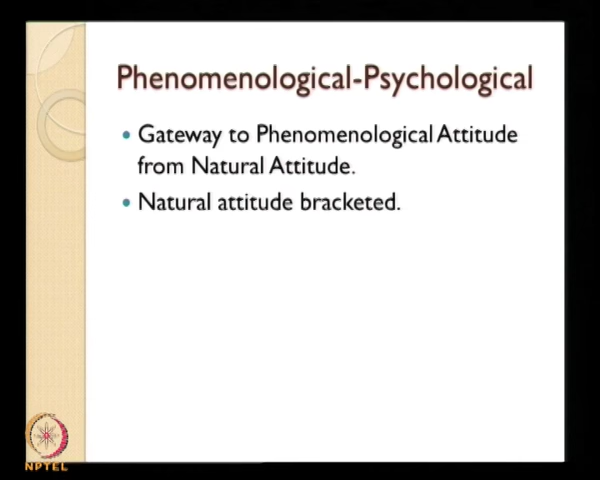 Phenomenological-Psychological
• Gateway to Phenomenological Attitude
from Natural Attitude.
• Natural attitude bracketed.
NPTEL